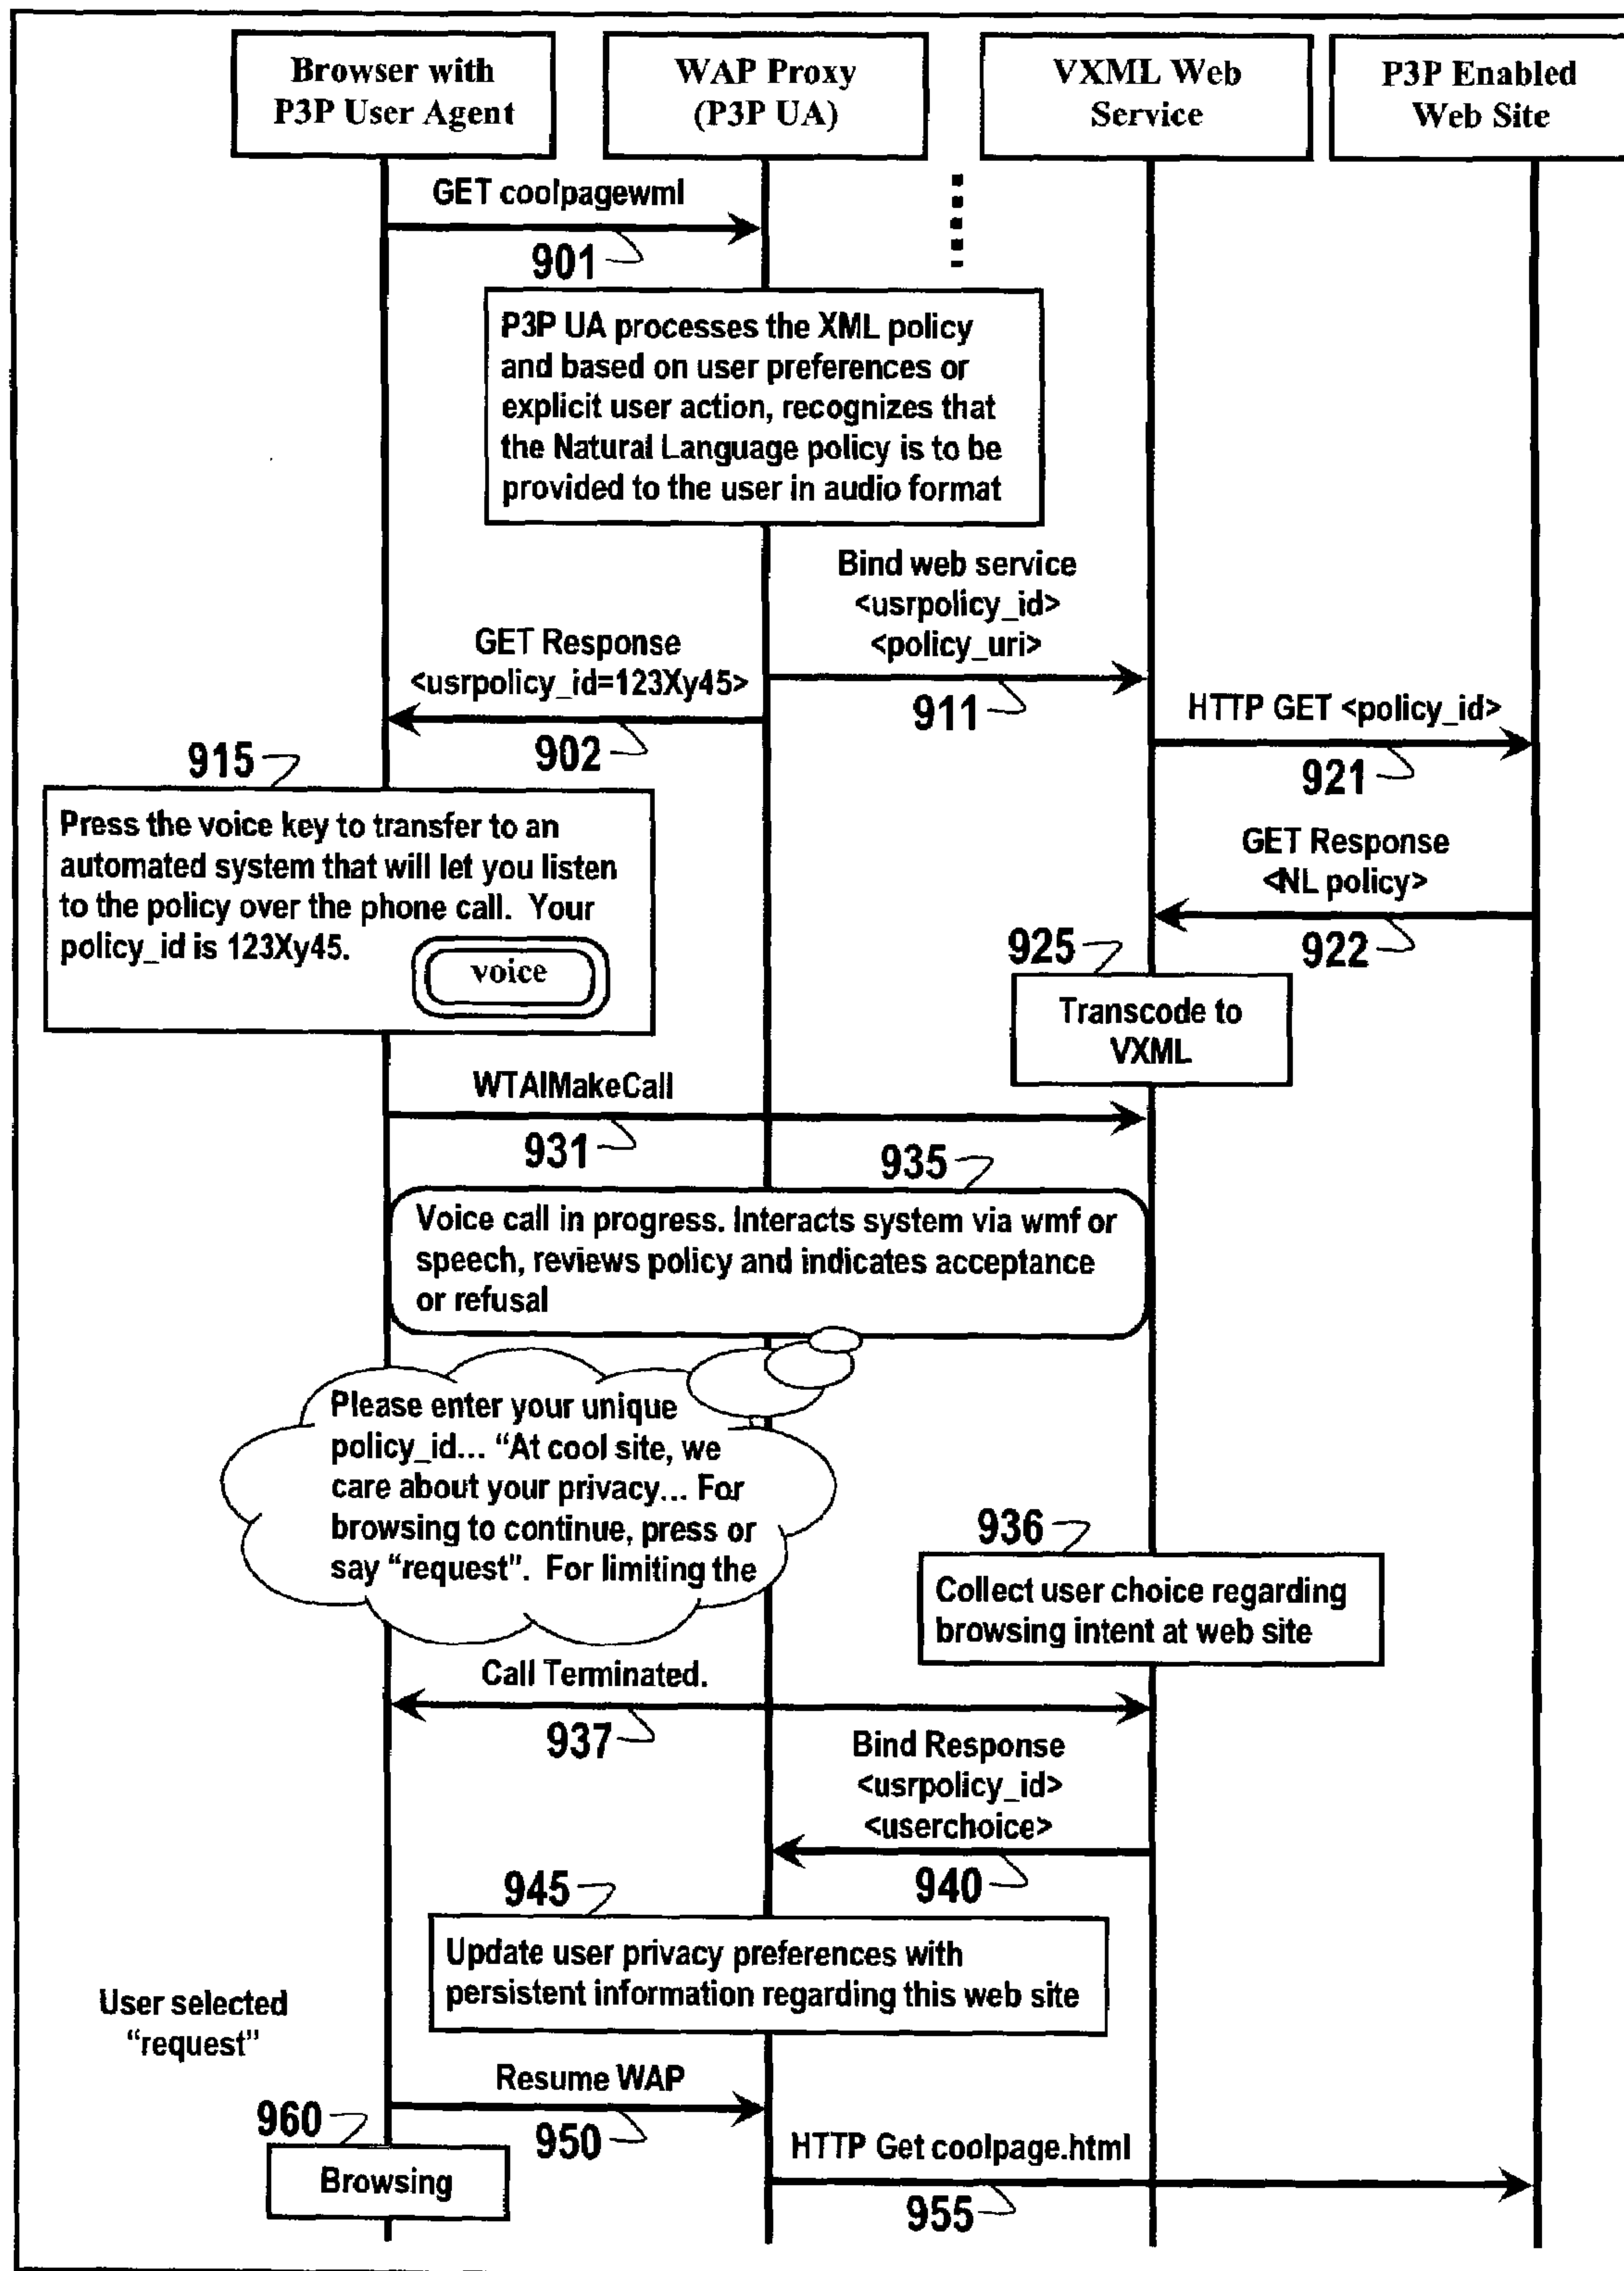 Browser with
P3P User Agent
WAP Proxy
(P3P UA)
VXML Web
Service
P3P Enabled
Web Site
GET coolpagewml
901
P3P UA processes the XML policy
and based on user preferences or
explicit user action, recognizes that
the Natural Language policy is to be
provided to the user in audio format
Bind web service
<usrpolicy_id>
<policy_uri>
911
GET Response
<usrpolicy_id=123Xy45>
902
HTTP GET <policy_id>
921
915
Press the voice key to transfer to an
automated system that will let you listen
to the policy over the phone call. Your
policy_id is 123Xy45.
voice
GET Response
<NL policy>
922
925
Transcode to
VXML
WTAIMakeCall
931
935
Voice call in progress. Interacts system via wmf or
speech, reviews policy and indicates acceptance
or refusal
Please enter your unique
policy_id... “At cool site, we
care about your privacy... For
browsing to continue, press or
say “request”. For limiting the
936
Collect user choice regarding
browsing intent at web site
Call Terminated.
937
Bind Response
<usrpolicy_id>
<userchoice>
940
945
Update user privacy preferences with
persistent information regarding this web site
User selected
“request”
Resume WAP
950
960
Browsing
HTTP Get coolpage.html
955